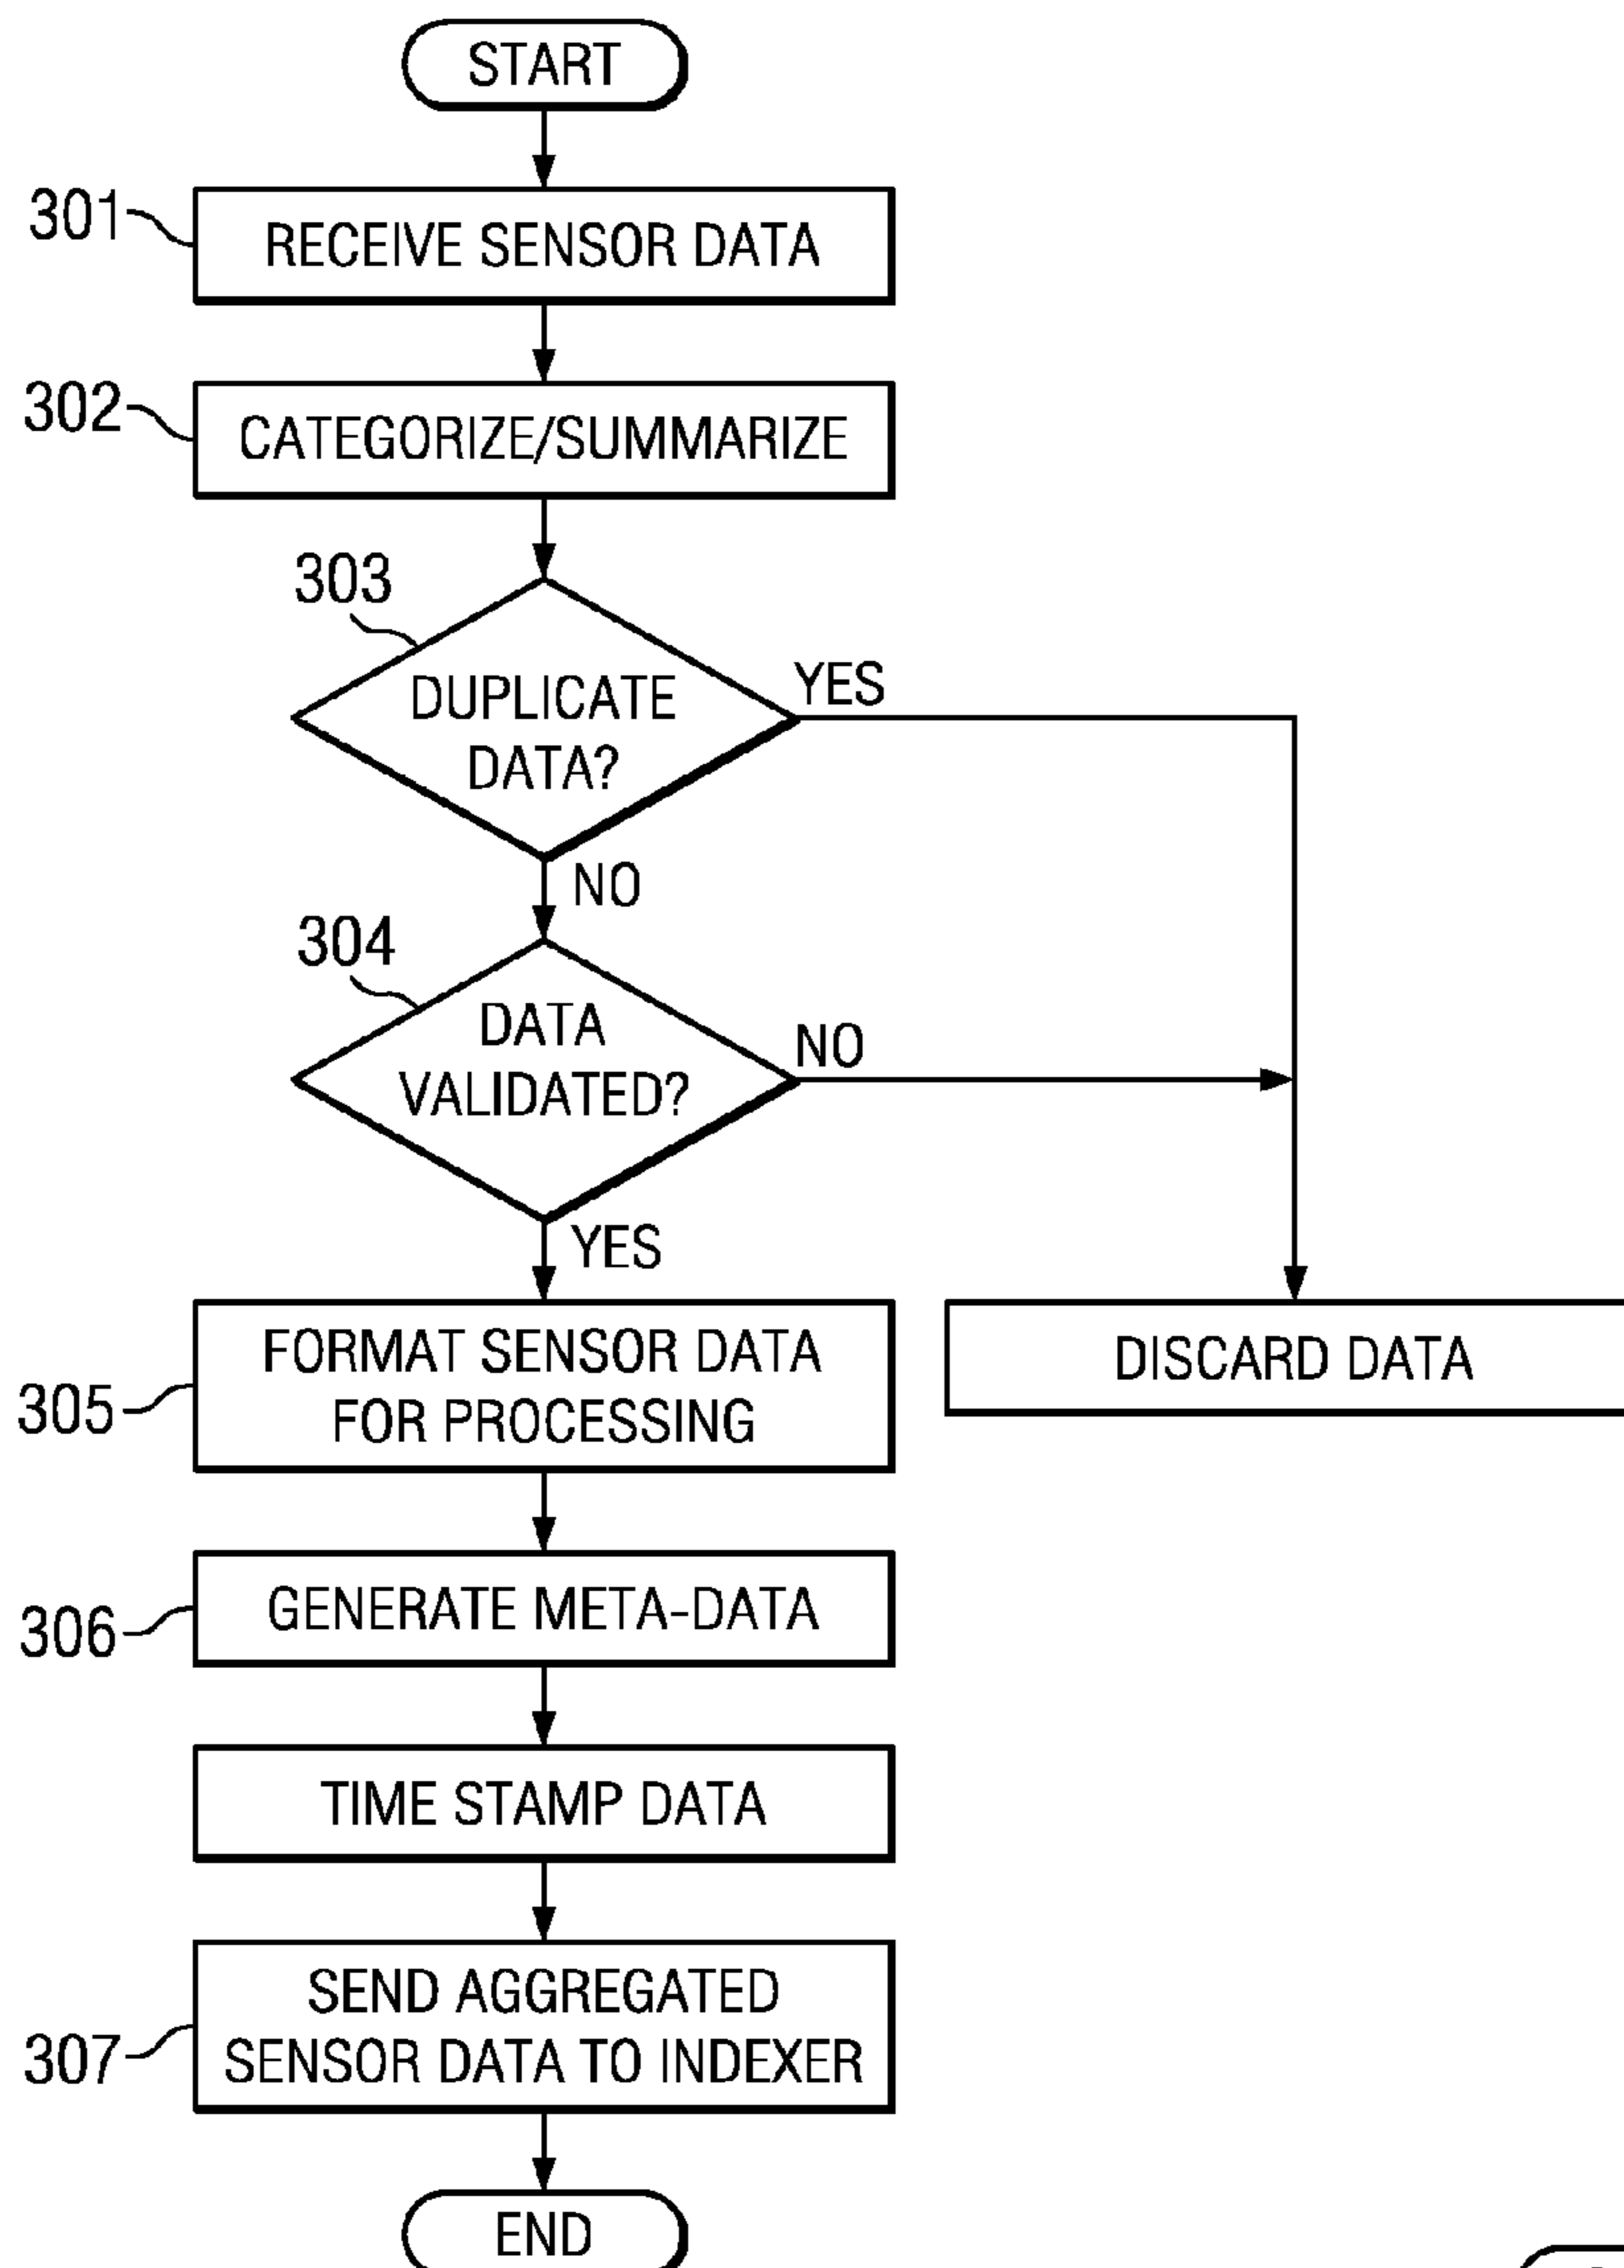 START
301
RECEIVE SENSOR DATA
302
CATEGORIZE/SUMMARIZE
303
DUPLICATE
DATA?
YES
NO
304
DATA
VALIDATED?
NO
YES
305
FORMAT SENSOR DATA
FOR PROCESSING
DISCARD DATA
306
GENERATE META-DATA
TIME STAMP DATA
307
SEND AGGREGATED
SENSOR DATA TO INDEXER
END